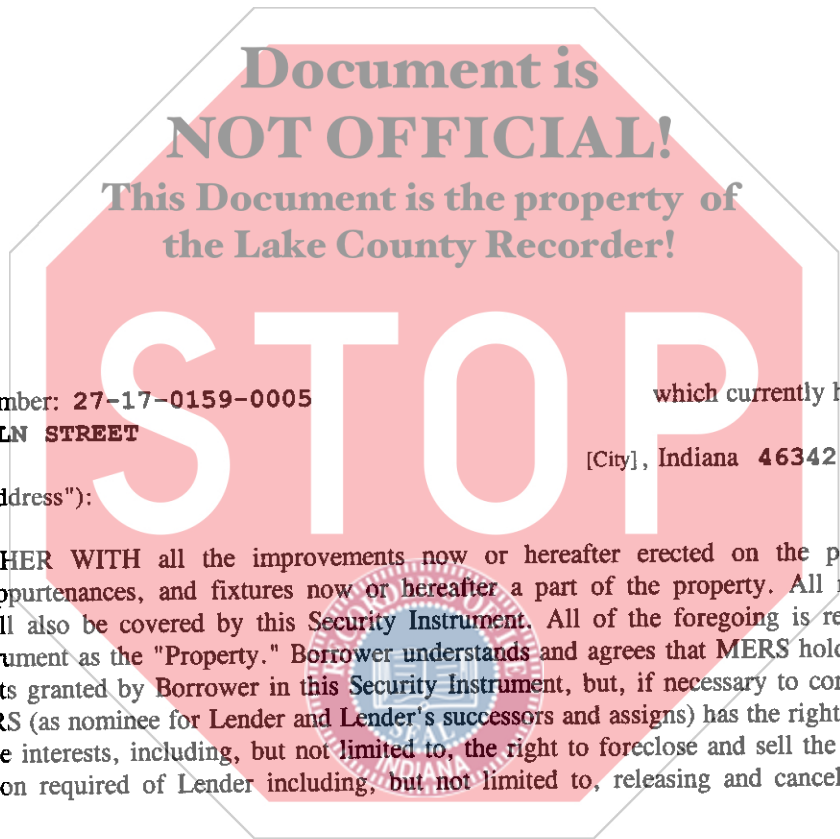 Document is
NOT OFFICIAL!
This Document is the property of
the Lake County Recorder!
STOP
mber: 27-17-0159-0005 which currently h
LN STREET
[City], Indiana 46342
ddress"):
HER WITH all the improvements now or hereafter erected on the p
ppurtenances, and fixtures now or hereafter a part of the property. All
ll also be covered by this Security Instrument. All of the foregoing is re
rument as the "Property." Borrower understands and agrees that MERS hold
ts granted by Borrower in this Security Instrument, but, if necessary to con
RS (as nominee for Lender and Lender's successors and assigns) has the right
e interests, including, but not limited to, the right to foreclose and sell the
on required of Lender including, but not limited to, releasing and cancel
SEAL
INDIANA